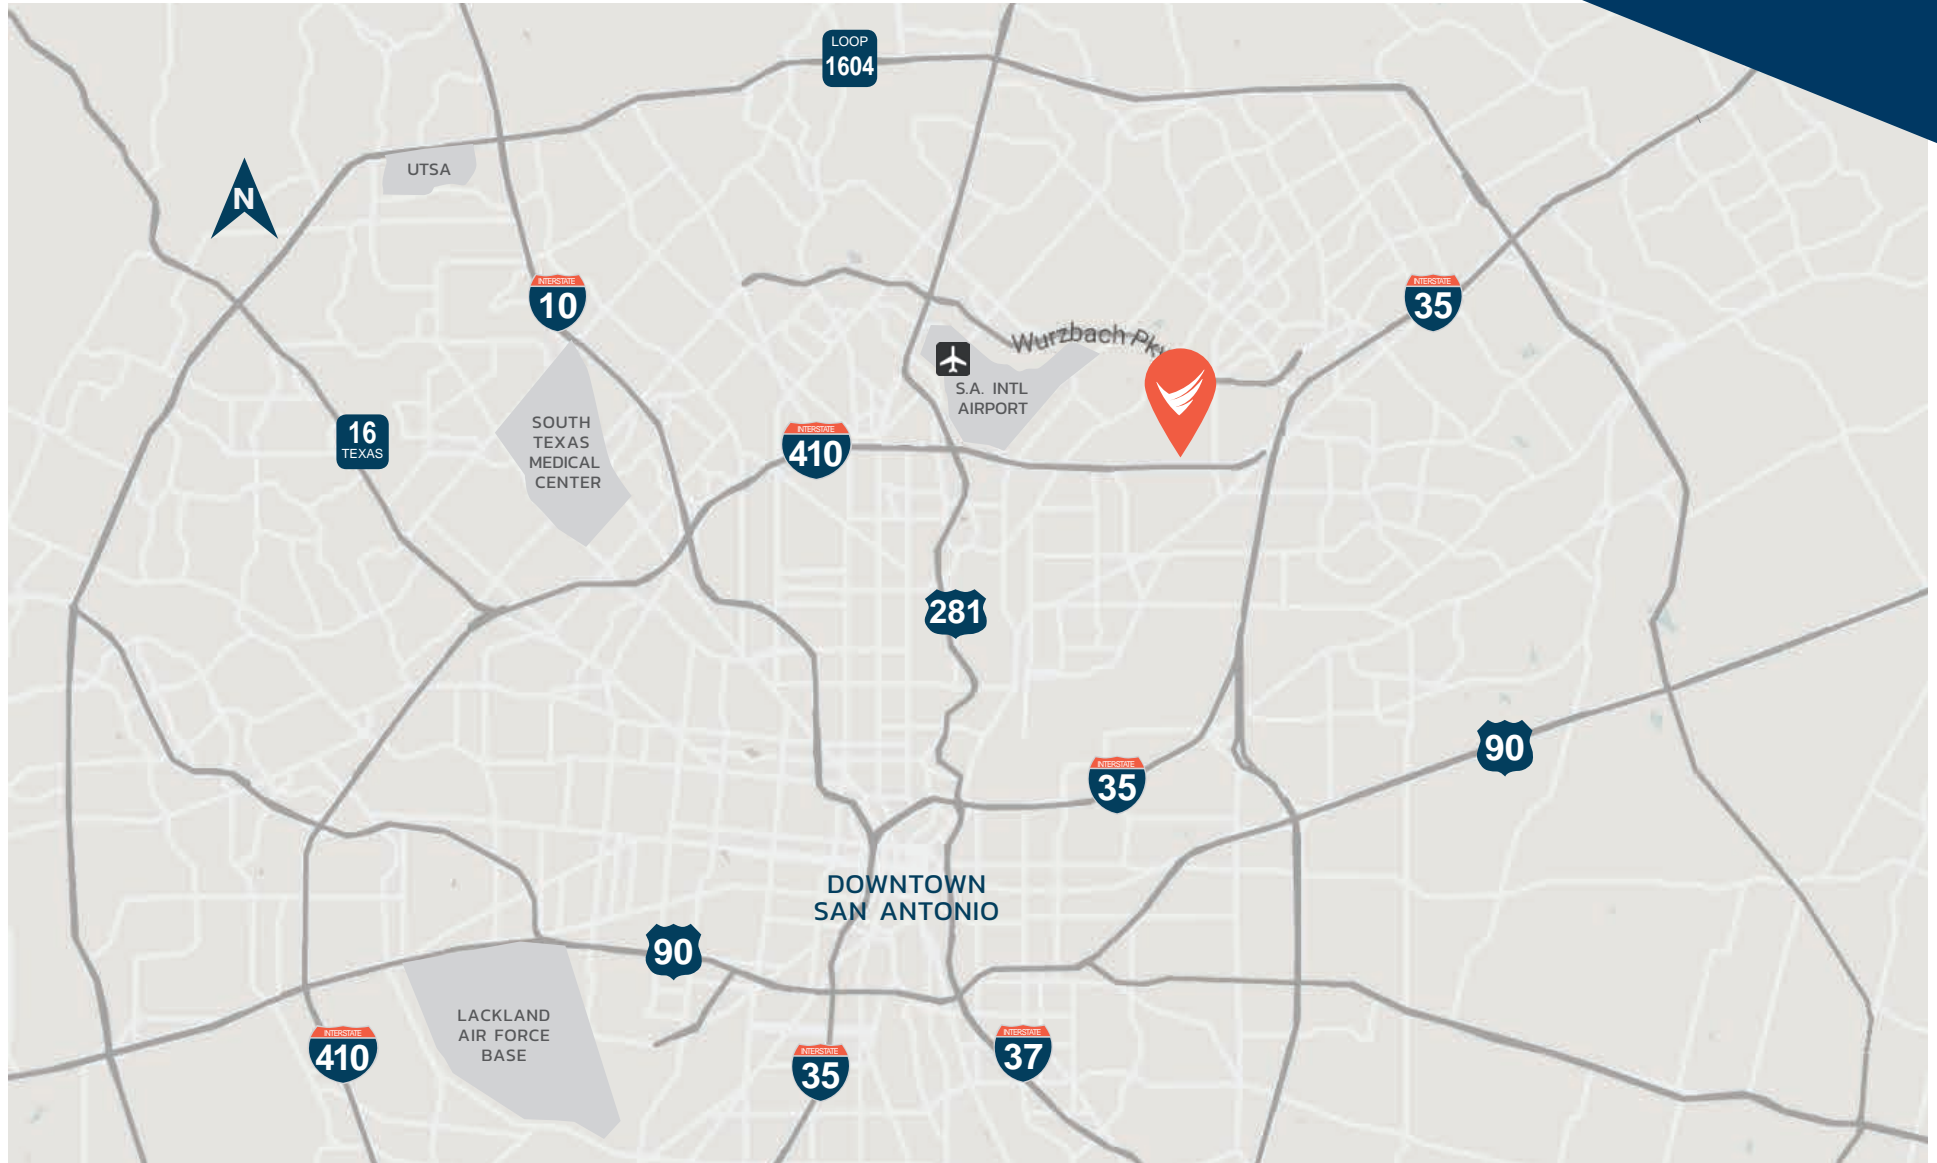 LOOP
1604
UTSA
N
INTERSTATE
10
INTERSTATE
35
Wurzbach
S.A. INTL
AIRPORT
16
TEXAS
SOUTH
TEXAS
MEDICAL
CENTER
INTERSTATE
410
281
90
INTERSTATE
35
DOWNTOWN
SAN ANTONIO
90
LACKLAND
AIR FORCE
BASE
INTERSTATE
410
INTERSTATE
35
INTERSTATE
37